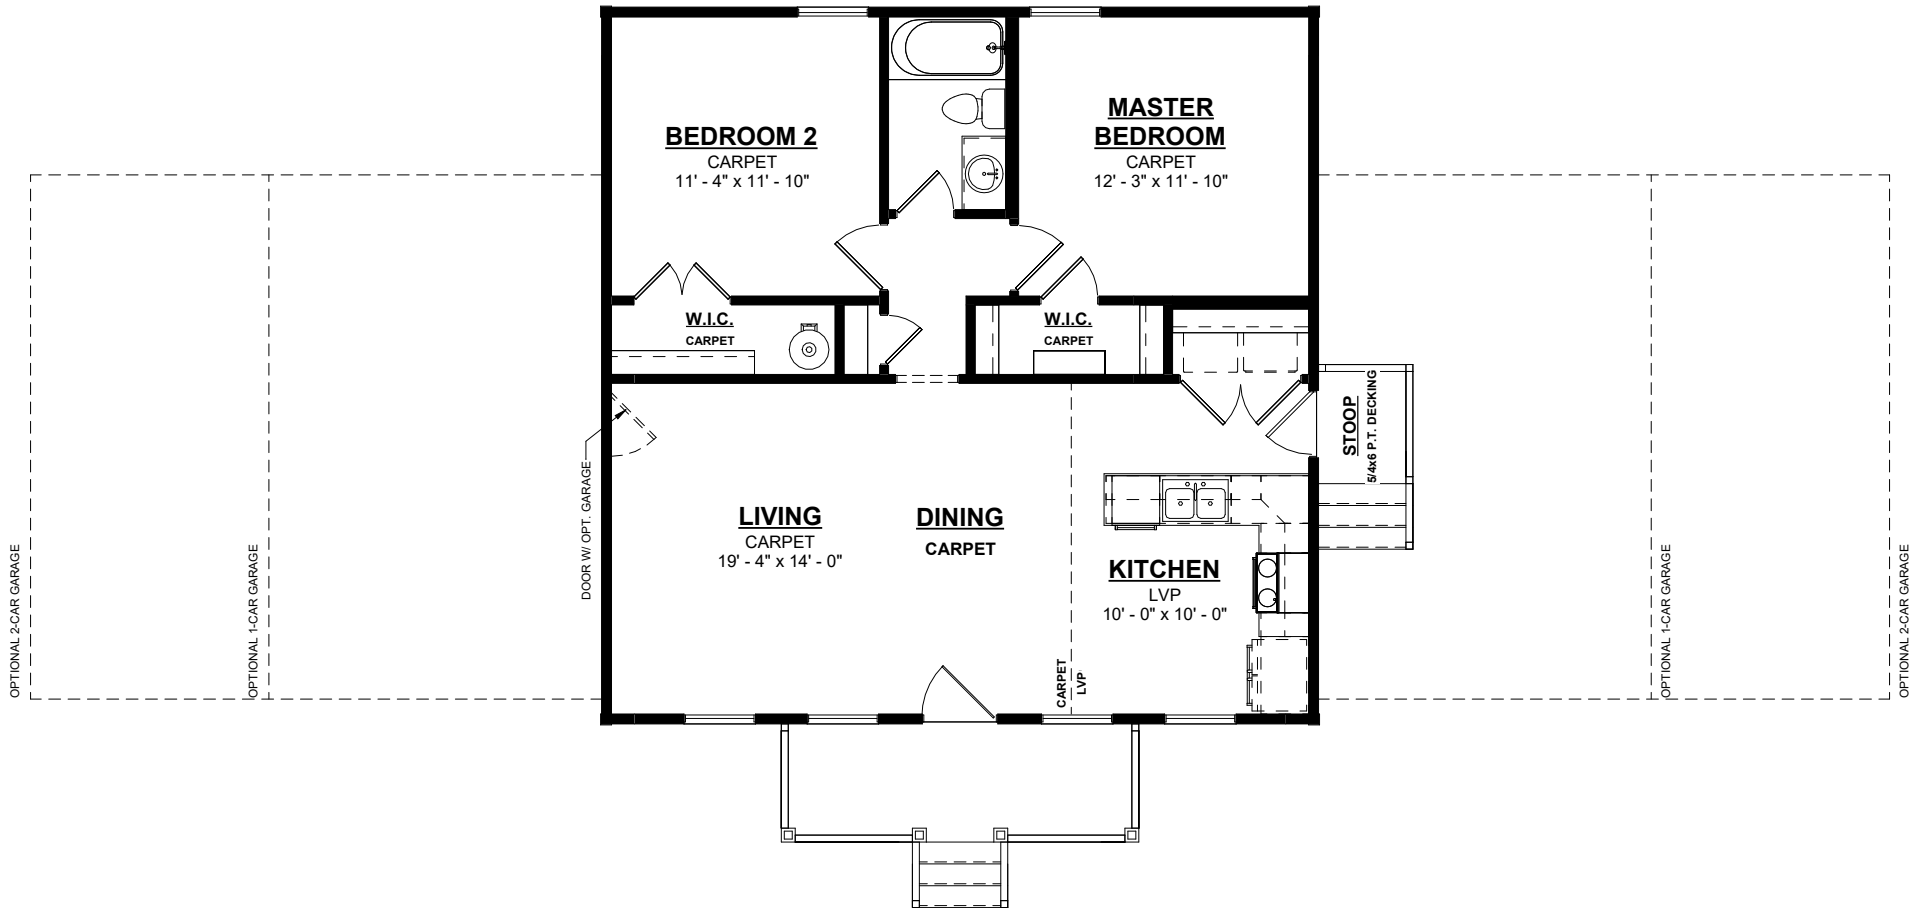 BEDROOM 2
CARPET
11' - 4" x 11' - 10"
MASTER
BEDROOM
CARPET
12' - 3" x 11' - 10"
W.I.C.
CARPET
W.I.C.
CARPET
STOOP
5/4x6 P.T. DECKING
DOOR W/ OPT. GARAGE
LIVING
CARPET
19' - 4" x 14' - 0"
DINING
CARPET
KITCHEN
LVP
10' - 0" x 10' - 0"
CARPET
LVP
OPTIONAL 2-CAR GARAGE
OPTIONAL 1-CAR GARAGE
OPTIONAL 1-CAR GARAGE
OPTIONAL 2-CAR GARAGE